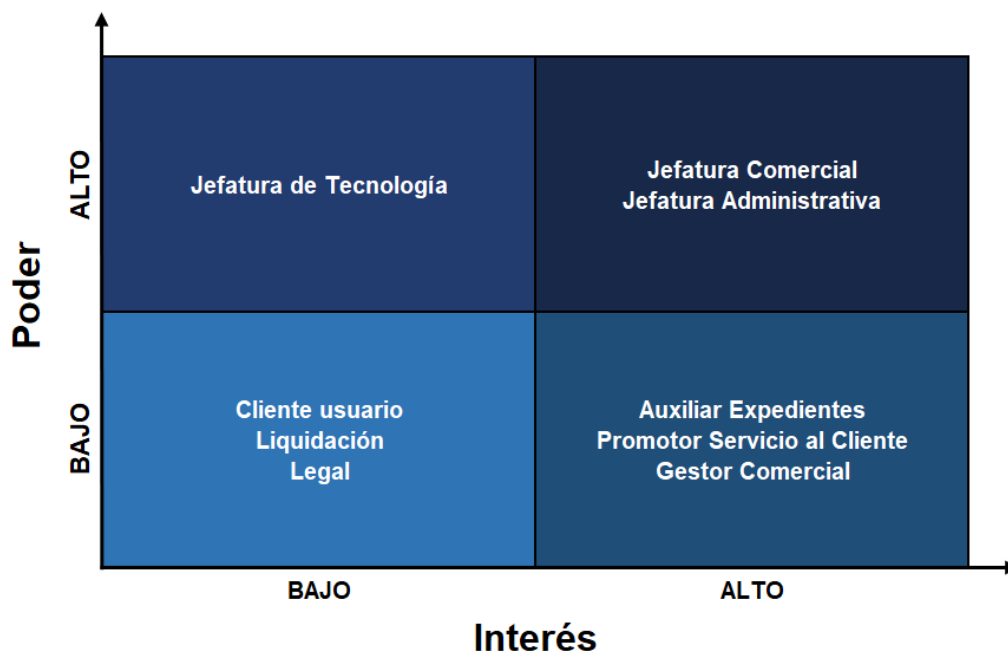 Poder
ALTO
Jefatura de Tecnología
Jefatura Comercial
Jefatura Administrativa
BAJO
Cliente usuario
Liquidación
Legal
Auxiliar Expedientes
Promotor Servicio al Cliente
Gestor Comercial
BAJO
ALTO
Interés